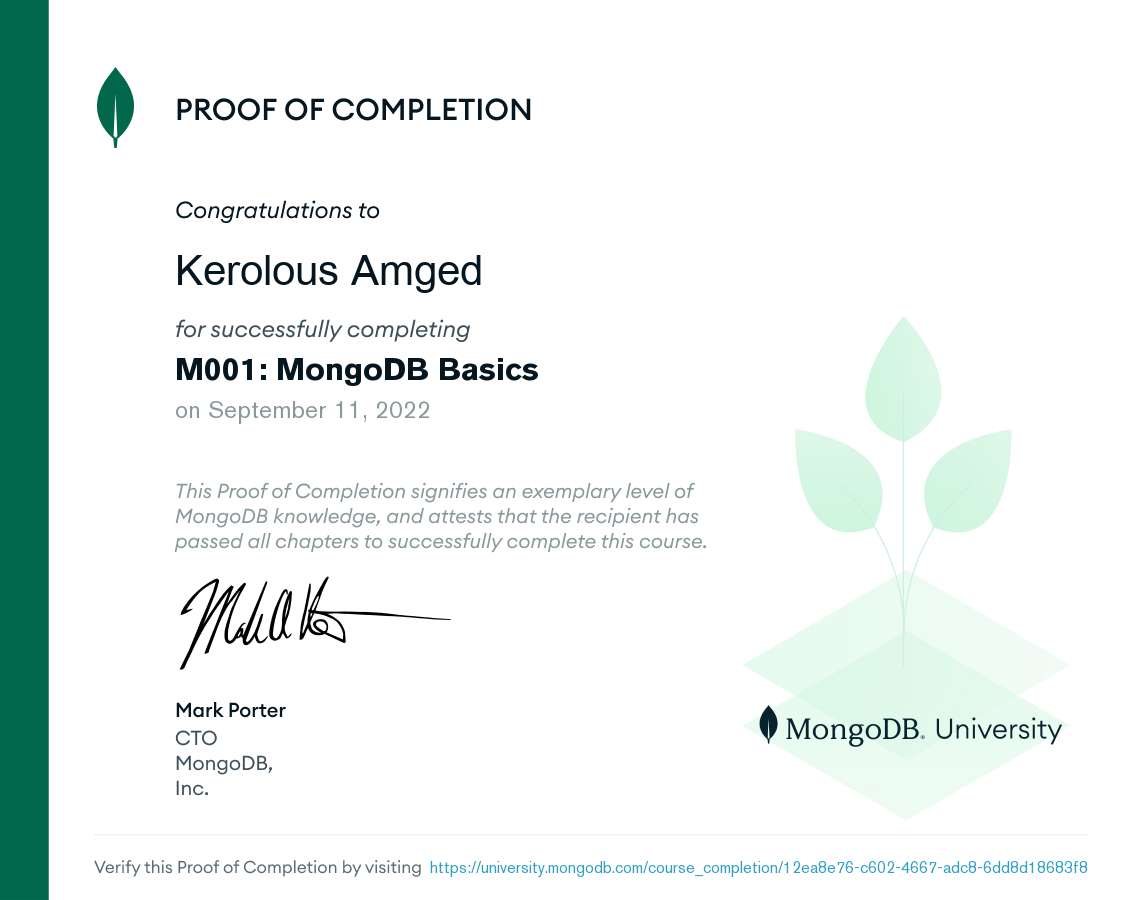 PROOF OF COMPLETION
Congratulations to
Kerolous Amged
for successfully completing
M001: MongoDB Basics
on September 11, 2022
This Proof of Completion signifies an exemplary level of
MongoDB knowledge, and attests that the recipient has
passed all chapters to successfully complete this course.
Mark Porter
CTO
MongoDB,
Inc.
MongoDB. University
Verify this Proof of Completion by visiting https://university.mongodb.com/course_completion/12ea8e76-c602-4667-adc8-6dd8d18683f8